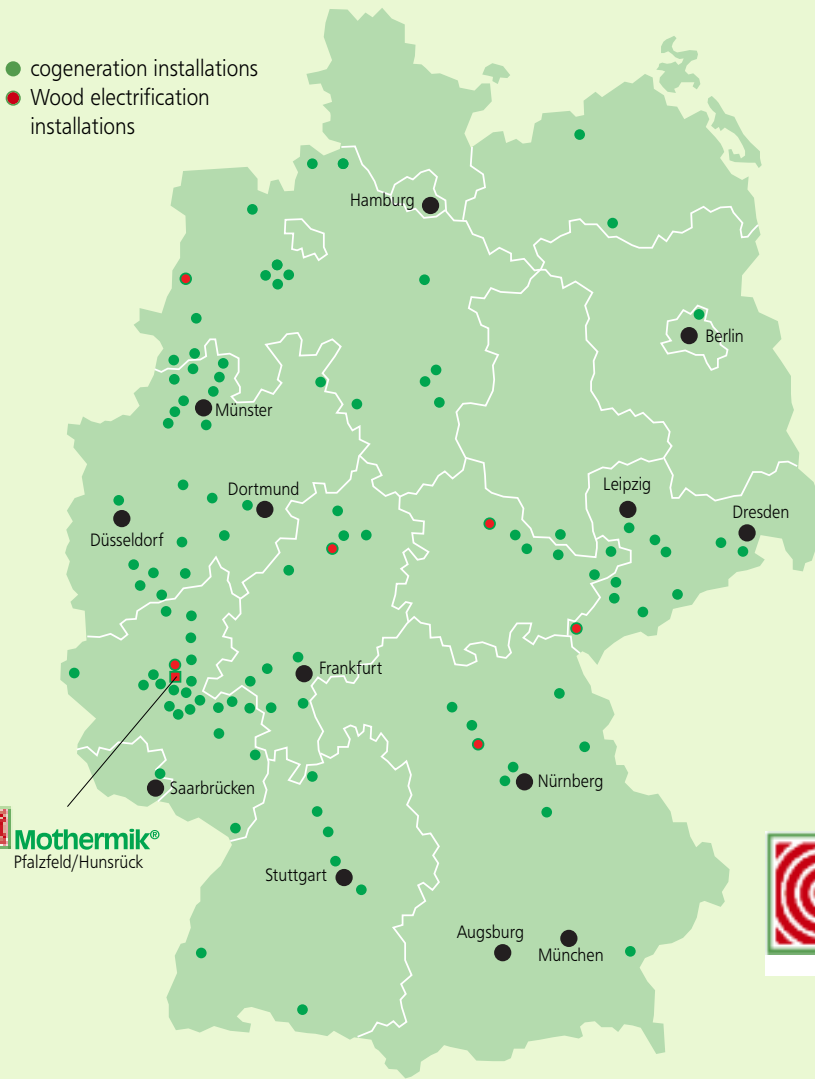 cogeneration installations
Wood electrification
installations
Hamburg
Berlin
Münster
Dortmund
Leipzig
Düsseldorf
Dresden
Frankfurt
Saarbrücken
Nürnberg
Mothermik®
Pfalzfeld/Hunsrück
Stuttgart
Augsburg
München